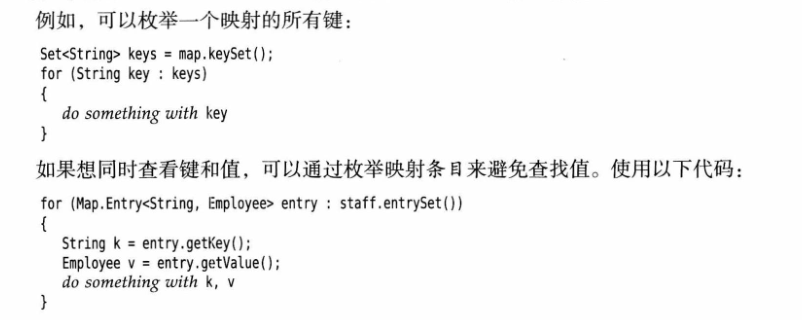 例如，可以枚举一个映射的所有键：
Set<String> keys = map.keySet();
for (String key : keys)
{
do something with key
}
如果想同时查看键和值，可以通过枚举映射条目来避免查找值。使用以下代码：
for (Map.Entry<String, Employee> entry : staff.entrySet())
{
String k = entry.getKey();
Employee v = entry.getValue();
do something with k, v
}